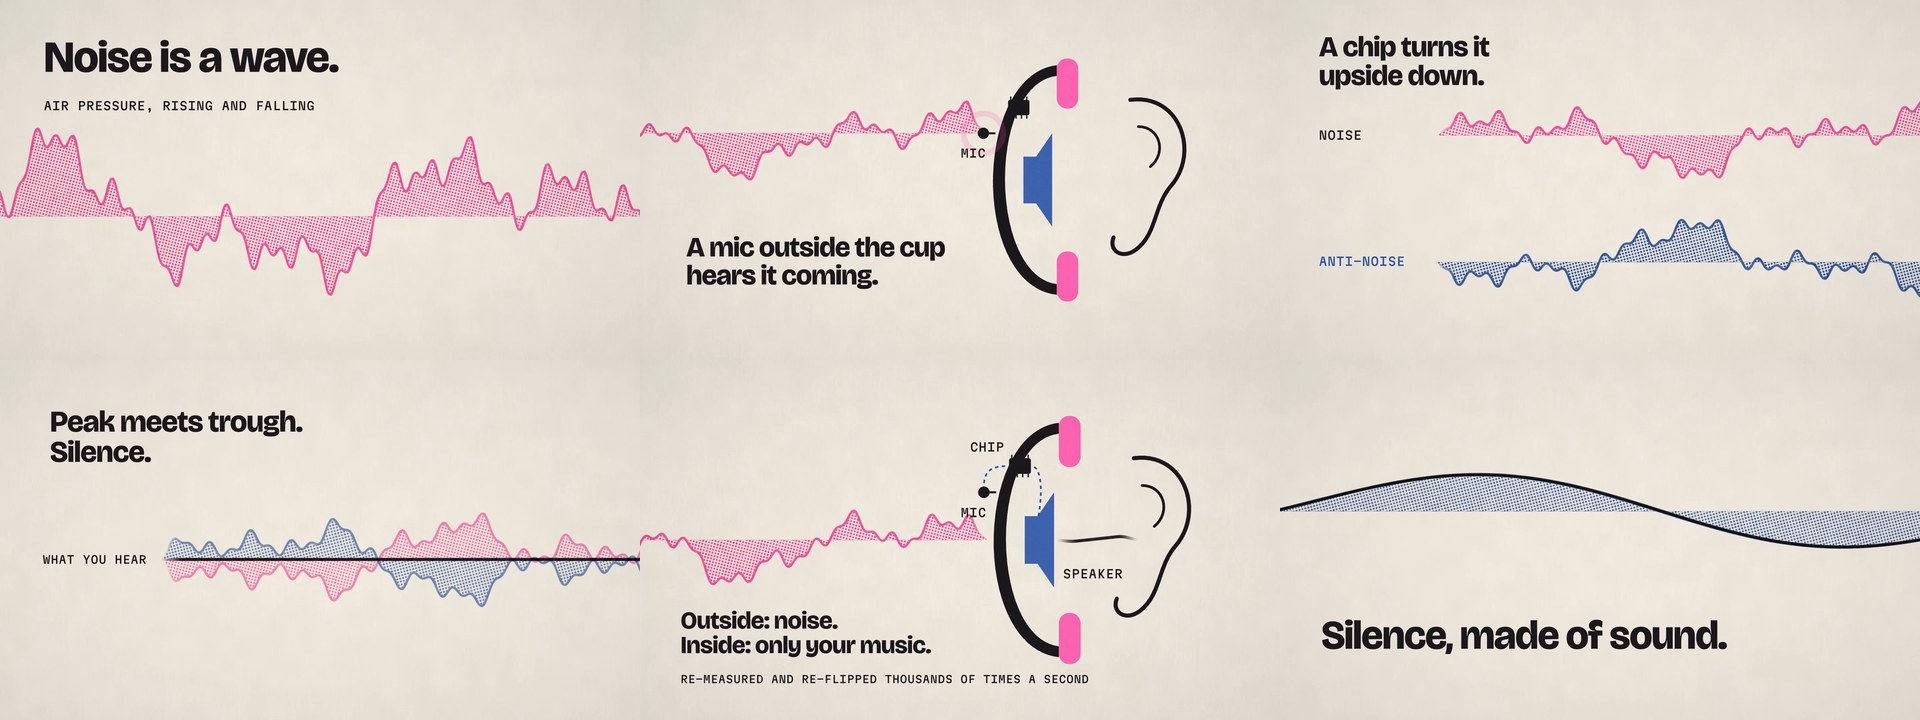 Noise is a wave.
AIR PRESSURE, RISING AND FALLING
MIC
A mic outside the cup
hears it coming.
A chip turns it
upside down.
NOISE
ANTI-NOISE
Peak meets trough.
Silence.
WHAT YOU HEAR
CHIP
MIC
SPEAKER
Outside: noise.
Inside: only your music.
RE-MEASURED AND RE-FLIPPED THOUSANDS OF TIMES A SECOND
Silence, made of sound.